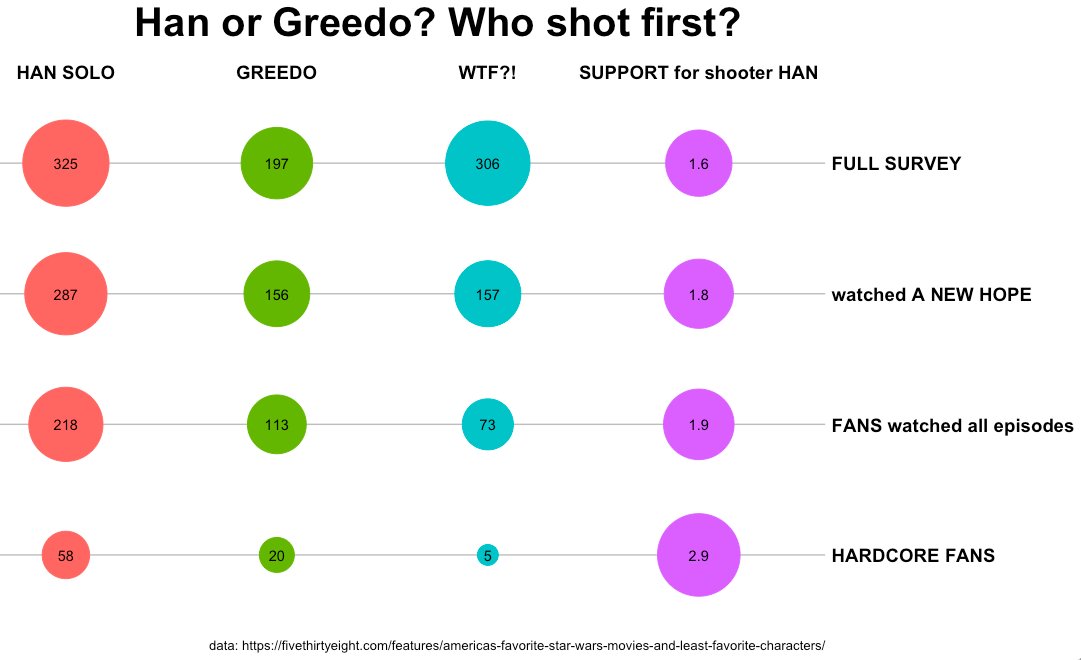 Han or Greedo? Who shot first?
HAN SOLO GREEDO WTF?! SUPPORT for shooter HAN
325 197 306 1.6 FULL SURVEY
287 156 157 1.8 watched A NEW HOPE
218 113 73 1.9 FANS watched all episodes
58 20 5 2.9 HARDCORE FANS
data: https://fivethirtyeight.com/features/americas-favorite-star-wars-movies-and-least-favorite-characters/